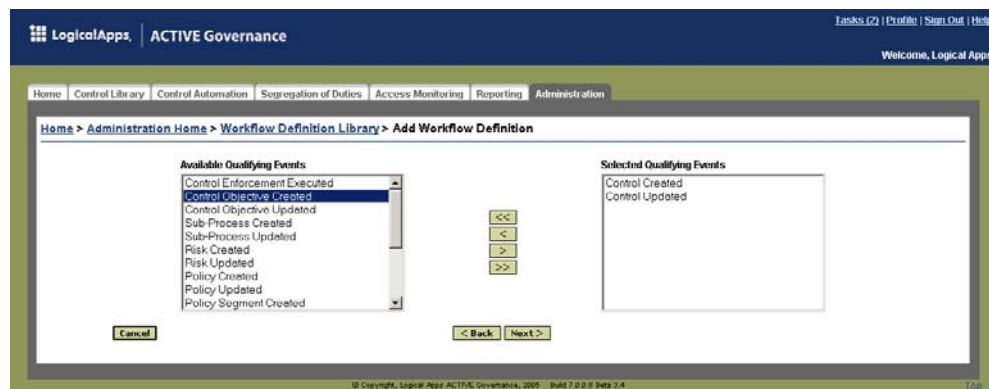 Tasks (2) | Profile | Sign Out | Help
LogicalApps, | ACTIVE Governance
Welcome, Logical Apps
Home | Control Library | Control Automation | Segregation of Duties | Access Monitoring | Reporting | Administration
Home > Administration Home > Workflow Definition Library > Add Workflow Definition
Available Qualifying Events
Control Enforcement Executed
Control Objective Created
Control Objective Updated
Sub-Process Created
Sub-Process Updated
Risk Created
Risk Updated
Policy Created
Policy Updated
Policy Segment Created
<<
<
>
>>
Selected Qualifying Events
Control Created
Control Updated
Cancel
< Back
Next >
© Copyright, Logical Apps ACTIVE Governance, 2005 Build 7.0.0.8 Beta 3.4
Top